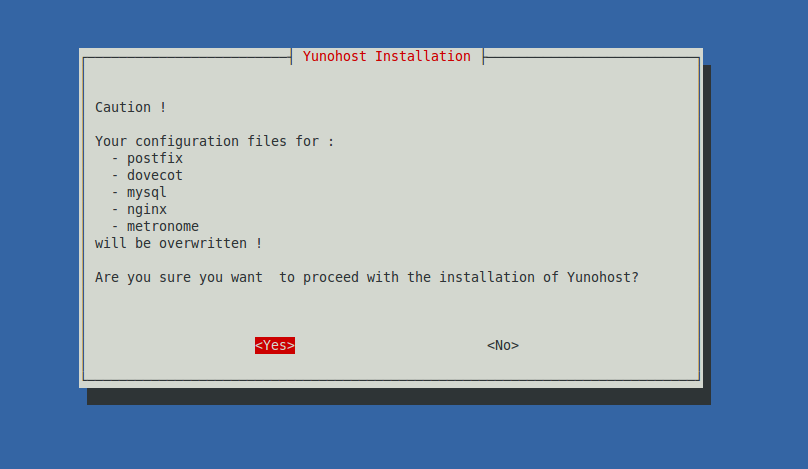 Yunohost Installation
Caution !
Your configuration files for :
- postfix
- dovecot
- mysql
- nginx
- metronome
will be overwritten !
Are you sure you want  to proceed with the installation of Yunohost?
<Yes> <No>